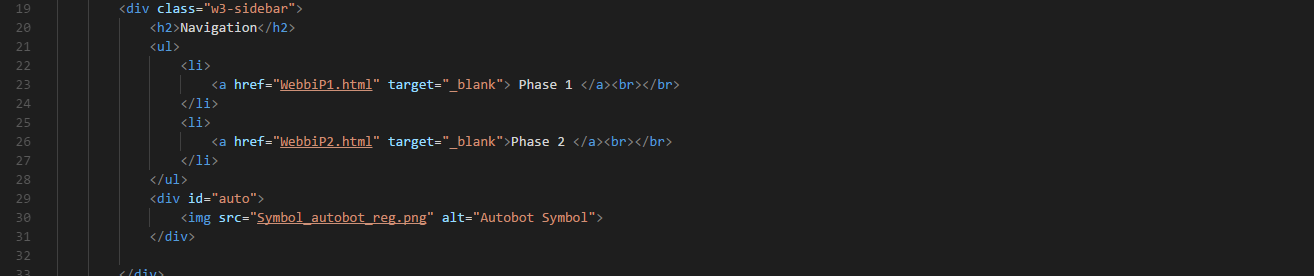 19 <div class="w3-sidebar">
20 <h2>Navigation</h2>
21 <ul>
22 <li>
23 <a href="WebbiP1.html" target="_blank"> Phase 1 </a><br></br>
24 </li>
25 <li>
26 <a href="WebbiP2.html" target="_blank">Phase 2 </a><br></br>
27 </li>
28 </ul>
29 <div id="auto">
30 <img src="Symbol_autobot_reg.png" alt="Autobot Symbol">
31 </div>
32
33 </div>